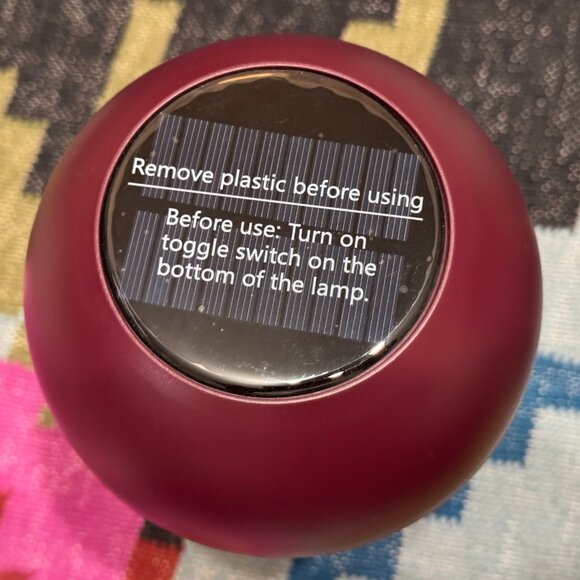 Remove plastic before using
Before use: Turn on
toggle switch on the
bottom of the lamp.